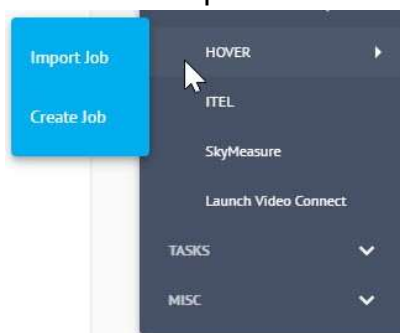 Import Job
Create Job
HOVER
ITEL
SkyMeasure
Launch Video Connect
TASKS
MISC